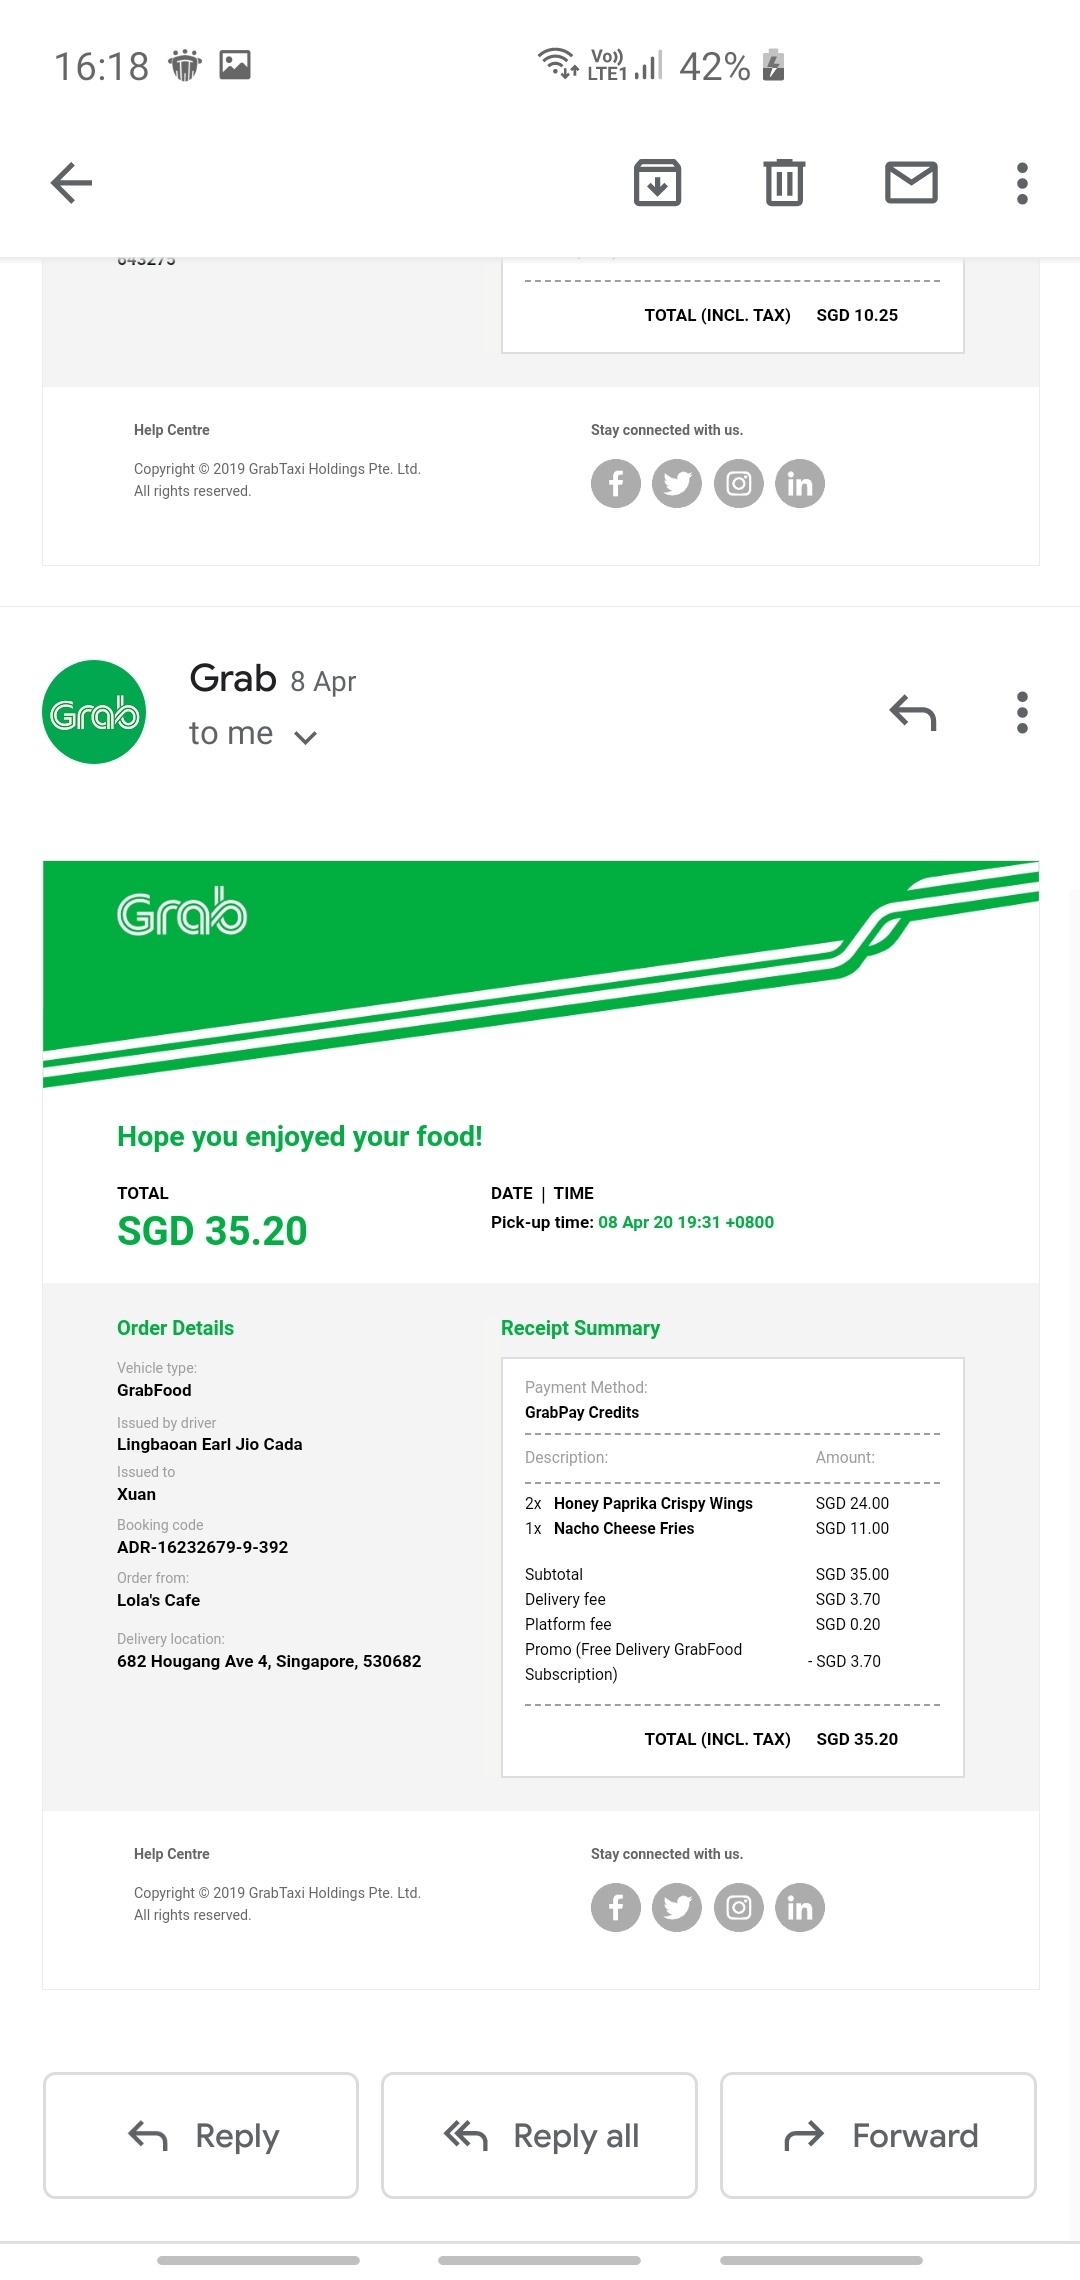 16:18
Vo)) LTE1 42%
643275
TOTAL (INCL. TAX) SGD 10.25
Help Centre
Stay connected with us.
Copyright © 2019 GrabTaxi Holdings Pte. Ltd.
All rights reserved.
Grab
Grab 8 Apr
to me
Grab
Hope you enjoyed your food!
TOTAL
SGD 35.20
DATE | TIME
Pick-up time: 08 Apr 20 19:31 +0800
Order Details
Vehicle type:
GrabFood
Issued by driver
Lingbaoan Earl Jio Cada
Issued to
Xuan
Booking code
ADR-16232679-9-392
Order from:
Lola's Cafe
Delivery location:
682 Hougang Ave 4, Singapore, 530682
Receipt Summary
Payment Method:
GrabPay Credits
Description: Amount:
2x Honey Paprika Crispy Wings SGD 24.00
1x Nacho Cheese Fries SGD 11.00
Subtotal SGD 35.00
Delivery fee SGD 3.70
Platform fee SGD 0.20
Promo (Free Delivery GrabFood
Subscription) - SGD 3.70
TOTAL (INCL. TAX) SGD 35.20
Help Centre
Stay connected with us.
Copyright © 2019 GrabTaxi Holdings Pte. Ltd.
All rights reserved.
Reply
Reply all
Forward